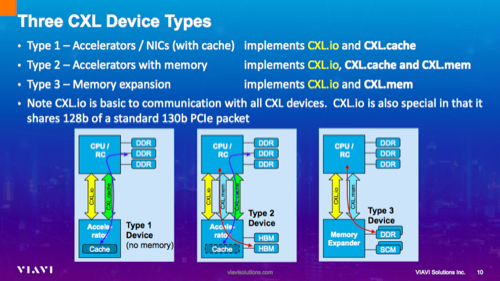 Three CXL Device Types
• Type 1 – Accelerators / NICs (with cache) implements CXL.io and CXL.cache
• Type 2 – Accelerators with memory implements CXL.io, CXL.cache and CXL.mem
• Type 3 – Memory expansion implements CXL.io and CXL.mem
• Note CXL.io is basic to communication with all CXL devices. CXL.io is also special in that it
shares 128b of a standard 130b PCIe packet
CPU / RC
DDR
DDR
DDR
CXL.io
CXL.cache
Accele-
rator
Cache
Type 1
Device
(no memory)
CPU / RC
DDR
DDR
DDR
CXL.io
CXL.mem
CXL.cache
Accele-
rator
Cache
Type 2
Device
HBM
HBM
CPU/
RC
DDR
DDR
DDR
CXL.io
CXL.mem
Memory
Expander
Type 3
Device
DDR
SCM
VIAVI
viavisolutions.com
VIAVI Solutions Inc.
10